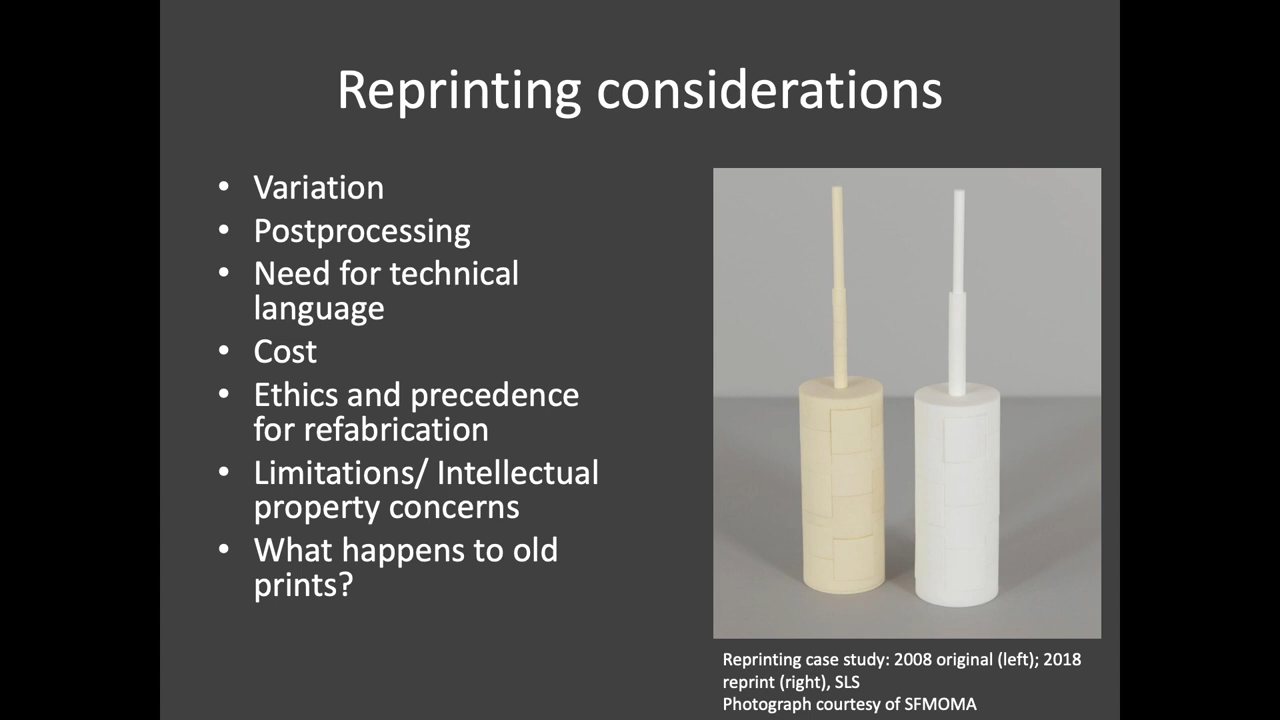 Reprinting considerations
• Variation
• Postprocessing
• Need for technical
language
• Cost
• Ethics and precedence
for refabrication
• Limitations/ Intellectual
property concerns
• What happens to old
prints?
Reprinting case study: 2008 original (left); 2018
reprint (right), SLS
Photograph courtesy of SFMOMA